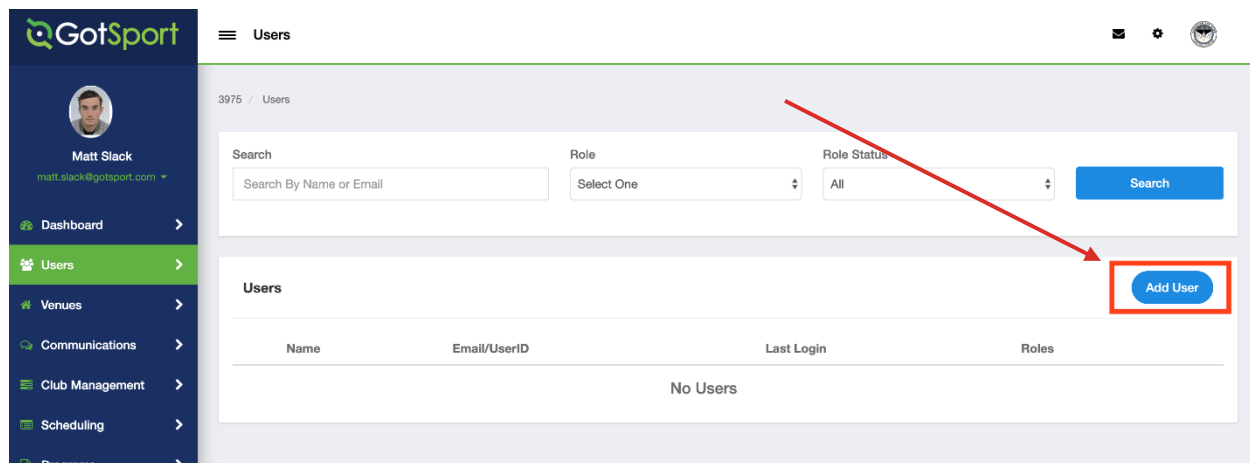 GotSport
Users
Matt Slack
matt.slack@gotsport.com
Dashboard
Users
Venues
Communications
Club Management
Scheduling
Programs
3975 / Users
Search
Role
Role Status
Search By Name or Email
Select One
All
Search
Users
Add User
Name
Email/UserID
Last Login
Roles
No Users